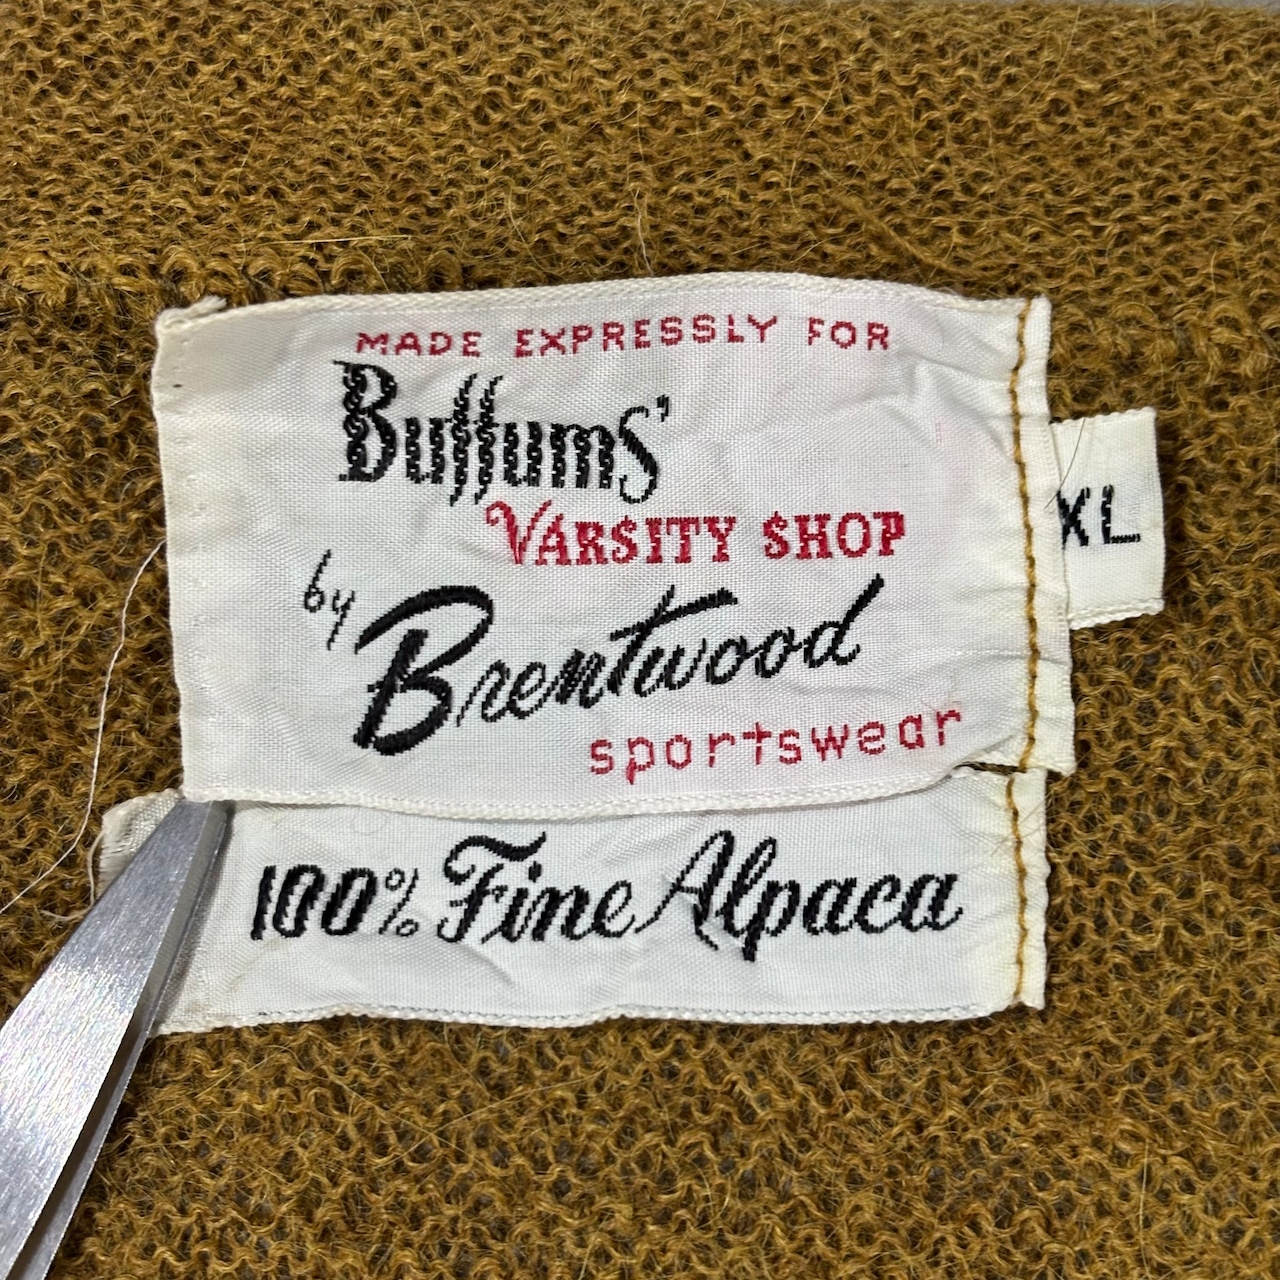 MADE EXPRESSLY FOR
Buffums'
VARSITY SHOP
by Brentwood
sportswear
XL
100% Fine Alpaca